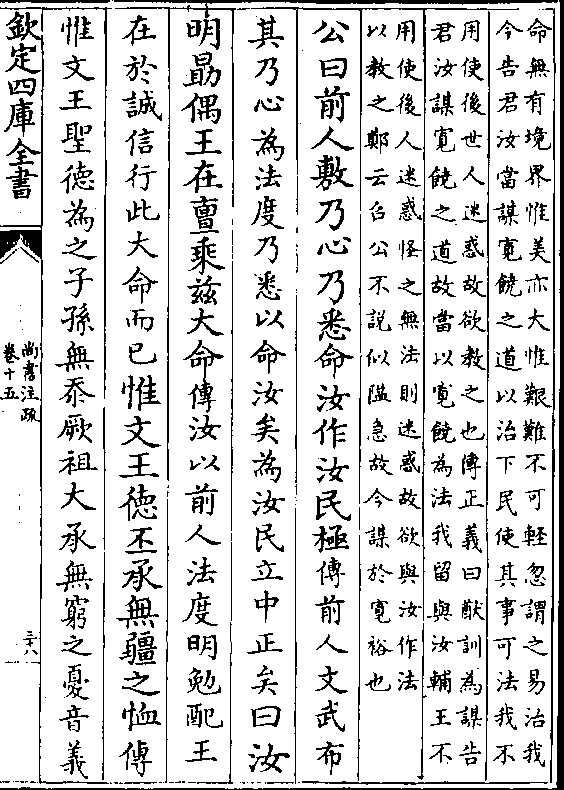 命無有境界惟美亦大惟艱難不可輕忽謂之易治我
今告君汝當謀寛饒之道以治下民使其事可法我不
用使後世人迷惑故欲教之也傳正義曰猷訓為謀告
君汝謀寛饒之道故當以寛饒為法我留與汝輔王不
用使後人迷惑怪之無法則迷惑故欲與汝作法
以教之鄭云召公不說似隘急故今謀於寛裕也
公曰前人敷乃心乃悉命汝作汝民極傳前人文武布
其乃心為法度乃悉以命汝矣為汝民立中正矣曰汝
明勗偶王在亶乘兹大命傳汝以前人法度明勉配王
在於誠信行此大命而已惟文王德丕承無疆之恤傳
惟文王聖德為之子孫無忝厥祖大承無窮之憂音義
欽定四庫全書
尚書注疏
卷十五
三十八